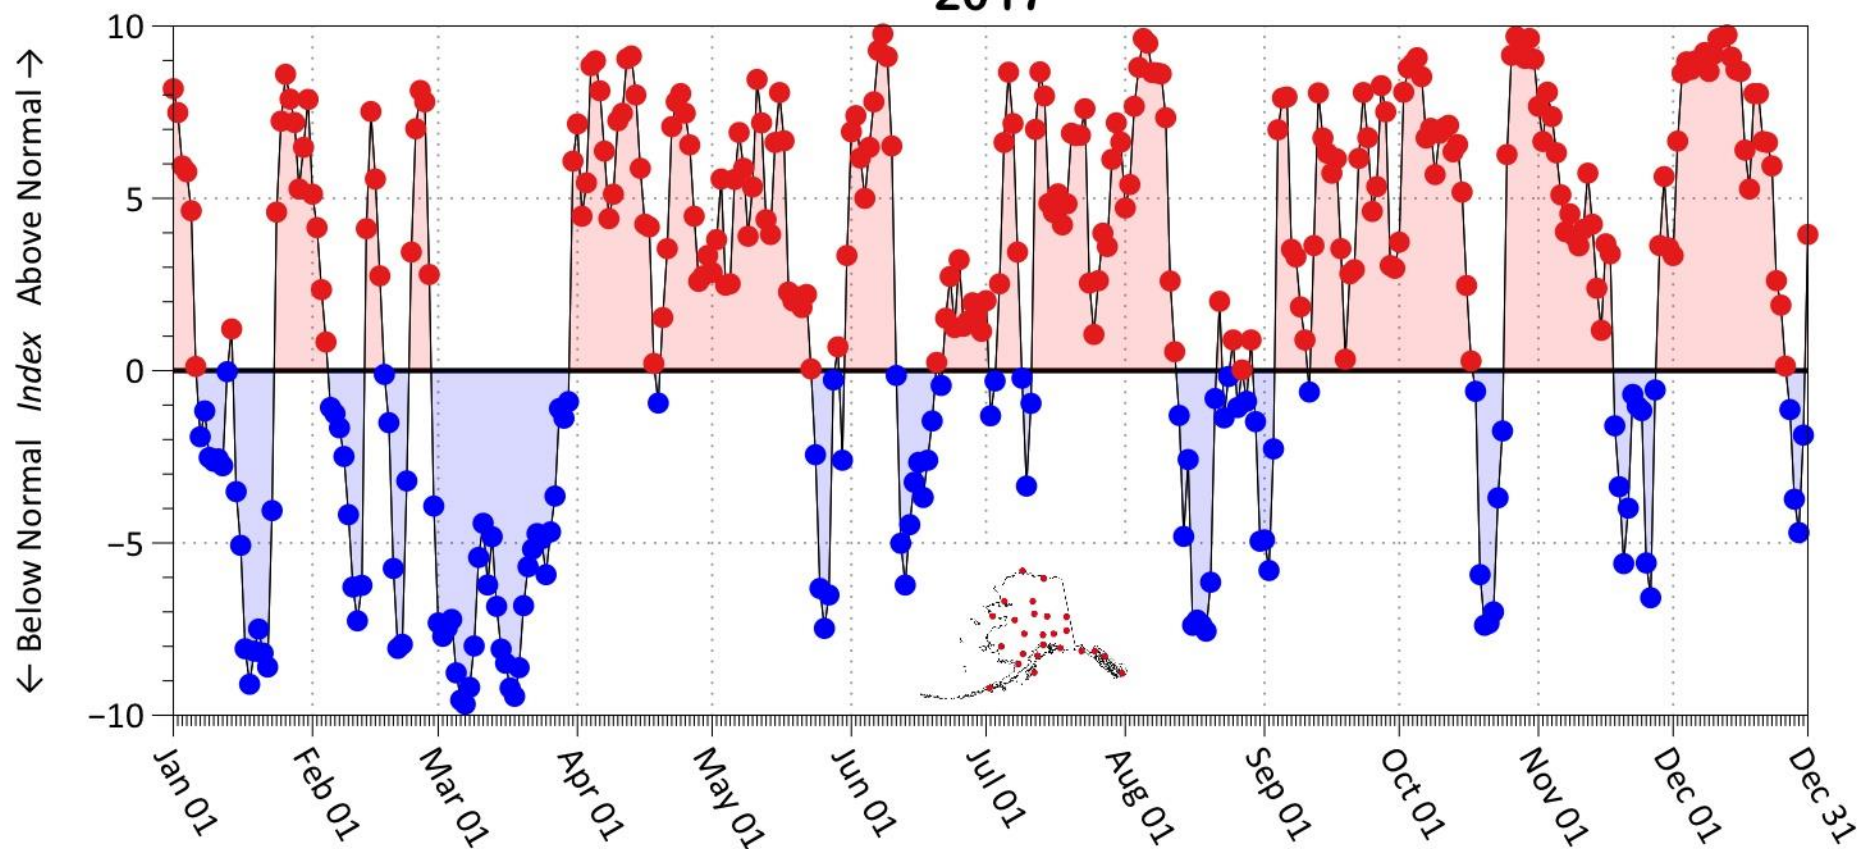 2017
10
5
0
−5
−10
← Below Normal Index Above Normal →
Jan 01
Feb 01
Mar 01
Apr 01
May 01
Jun 01
Jul 01
Aug 01
Sep 01
Oct 01
Nov 01
Dec 01
Dec 31